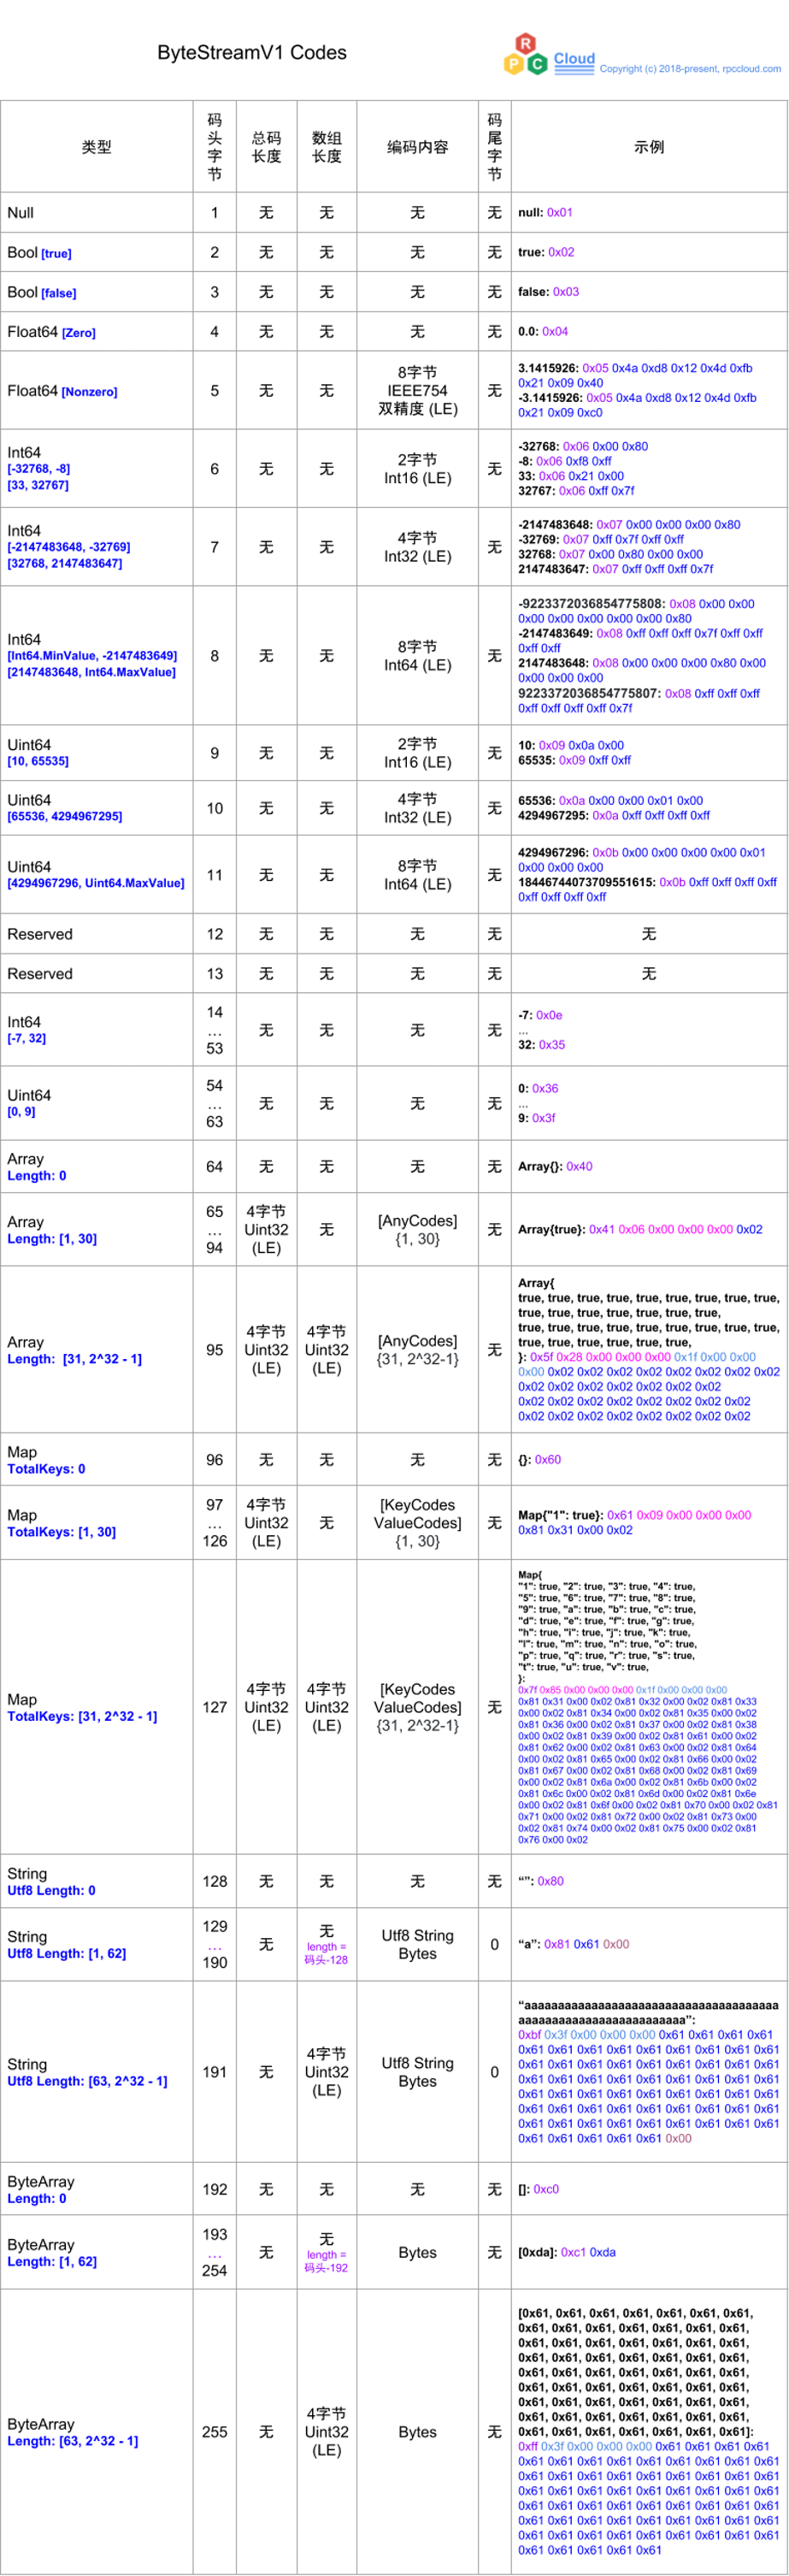 ByteStreamV1 Codes
R
P C Cloud Copyright (c) 2018-present, rpccloud.com
类型 码头字节 总码长度 数组长度 编码内容 码尾字节 示例
Null 1 无 无 无 无 null: 0x01
Bool [true] 2 无 无 无 无 true: 0x02
Bool [false] 3 无 无 无 无 false: 0x03
Float64 [Zero] 4 无 无 无 无 0.0: 0x04
Float64 [Nonzero] 5 无 无 8字节 IEEE754 双精度 (LE) 无
3.1415926: 0x05 0x4a 0xd8 0x12 0x4d 0xfb
0x21 0x09 0x40
-3.1415926: 0x05 0x4a 0xd8 0x12 0x4d 0xfb
0x21 0x09 0xc0
Int64
[-32768, -8]
[33, 32767]
6 无 无 2字节 Int16 (LE) 无
-32768: 0x06 0x00 0x80
-8: 0x06 0xf8 0xff
33: 0x06 0x21 0x00
32767: 0x06 0xff 0x7f
Int64
[-2147483648, -32769]
[32768, 2147483647]
7 无 无 4字节 Int32 (LE) 无
-2147483648: 0x07 0x00 0x00 0x00 0x80
-32769: 0x07 0xff 0x7f 0xff 0xff
32768: 0x07 0x00 0x80 0x00 0x00
2147483647: 0x07 0xff 0xff 0xff 0x7f
Int64
[Int64.MinValue, -2147483649]
[2147483648, Int64.MaxValue]
8 无 无 8字节 Int64 (LE) 无
-9223372036854775808: 0x08 0x00 0x00
0x00 0x00 0x00 0x00 0x00 0x80
-2147483649: 0x08 0xff 0xff 0xff 0x7f 0xff 0xff
0xff 0xff
2147483648: 0x08 0x00 0x00 0x00 0x80 0x00
0x00 0x00 0x00
9223372036854775807: 0x08 0xff 0xff 0xff
0xff 0xff 0xff 0xff 0x7f
Uint64
[10, 65535]
9 无 无 2字节 Int16 (LE) 无
10: 0x09 0x0a 0x00
65535: 0x09 0xff 0xff
Uint64
[65536, 4294967295]
10 无 无 4字节 Int32 (LE) 无
65536: 0x0a 0x00 0x00 0x01 0x00
4294967295: 0x0a 0xff 0xff 0xff 0xff
Uint64
[4294967296, Uint64.MaxValue]
11 无 无 8字节 Int64 (LE) 无
4294967296: 0x0b 0x00 0x00 0x00 0x00 0x01
0x00 0x00 0x00
18446744073709551615: 0x0b 0xff 0xff 0xff 0xff
0xff 0xff 0xff 0xff
Reserved 12 无 无 无 无 无
Reserved 13 无 无 无 无 无
Int64
[-7, 32]
14 ... 53 无 无 无 无
-7: 0x0e
...
32: 0x35
Uint64
[0, 9]
54 ... 63 无 无 无 无
0: 0x36
...
9: 0x3f
Array
Length: 0
64 无 无 无 无 Array{}: 0x40
Array
Length: [1, 30]
65 ... 94 4字节 Uint32 (LE) 无 [AnyCodes] {1, 30} 无 Array{true}: 0x41 0x06 0x00 0x00 0x00 0x02
Array
Length: [31, 2^32 - 1]
95 4字节 Uint32 (LE) 4字节 Uint32 (LE) [AnyCodes] {31, 2^32-1} 无
Array{
true, true, true, true, true, true, true, true, true,
true, true, true, true, true, true, true,
true, true, true, true, true, true, true, true, true,
true, true, true, true, true, true,
}: 0x5f 0x28 0x00 0x00 0x00 0x1f 0x00 0x00
0x00 0x02 0x02 0x02 0x02 0x02 0x02 0x02 0x02
0x02 0x02 0x02 0x02 0x02 0x02 0x02
0x02 0x02 0x02 0x02 0x02 0x02 0x02 0x02
0x02 0x02 0x02 0x02 0x02 0x02 0x02 0x02
Map
TotalKeys: 0
96 无 无 无 无 {}: 0x60
Map
TotalKeys: [1, 30]
97 ... 126 4字节 Uint32 (LE) 无 [KeyCodes ValueCodes] {1, 30} 无
Map{"1": true}: 0x61 0x09 0x00 0x00 0x00
0x81 0x31 0x00 0x02
Map
TotalKeys: [31, 2^32 - 1]
127 4字节 Uint32 (LE) 4字节 Uint32 (LE) [KeyCodes ValueCodes] {31, 2^32-1} 无
Map{
"1": true, "2": true, "3": true, "4": true,
"5": true, "6": true, "7": true, "8": true,
"9": true, "a": true, "b": true, "c": true,
"d": true, "e": true, "f": true, "g": true,
"h": true, "i": true, "j": true, "k": true,
"l": true, "m": true, "n": true, "o": true,
"p": true, "q": true, "r": true, "s": true,
"t": true, "u": true, "v": true,
}:
0x7f 0x85 0x00 0x00 0x00 0x1f 0x00 0x00 0x00
0x81 0x31 0x00 0x02 0x81 0x32 0x00 0x02 0x81 0x33
0x00 0x02 0x81 0x34 0x00 0x02 0x81 0x35 0x00 0x02
0x81 0x36 0x00 0x02 0x81 0x37 0x00 0x02 0x81 0x38
0x00 0x02 0x81 0x39 0x00 0x02 0x81 0x61 0x00 0x02
0x81 0x62 0x00 0x02 0x81 0x63 0x00 0x02 0x81 0x64
0x00 0x02 0x81 0x65 0x00 0x02 0x81 0x66 0x00 0x02
0x81 0x67 0x00 0x02 0x81 0x68 0x00 0x02 0x81 0x69
0x00 0x02 0x81 0x6a 0x00 0x02 0x81 0x6b 0x00 0x02
0x81 0x6c 0x00 0x02 0x81 0x6d 0x00 0x02 0x81 0x6e
0x00 0x02 0x81 0x6f 0x00 0x02 0x81 0x70 0x00 0x02 0x81
0x71 0x00 0x02 0x81 0x72 0x00 0x02 0x81 0x73 0x00
0x02 0x81 0x74 0x00 0x02 0x81 0x75 0x00 0x02 0x81
0x76 0x00 0x02
String
Utf8 Length: 0
128 无 无 无 无 “”: 0x80
String
Utf8 Length: [1, 62]
129 ... 190 无 无 length = 码头-128 Utf8 String Bytes 0 “a”: 0x81 0x61 0x00
String
Utf8 Length: [63, 2^32 - 1]
191 无 4字节 Uint32 (LE) Utf8 String Bytes 0
“aaaaaaaaaaaaaaaaaaaaaaaaaaaaaaaaaaaaaa
aaaaaaaaaaaaaaaaaaaaaaaaa”:
0xbf 0x3f 0x00 0x00 0x00 0x61 0x61 0x61 0x61
0x61 0x61 0x61 0x61 0x61 0x61 0x61 0x61 0x61
0x61 0x61 0x61 0x61 0x61 0x61 0x61 0x61 0x61
0x61 0x61 0x61 0x61 0x61 0x61 0x61 0x61 0x61
0x61 0x61 0x61 0x61 0x61 0x61 0x61 0x61 0x61
0x61 0x61 0x61 0x61 0x61 0x61 0x61 0x61 0x61
0x61 0x61 0x61 0x61 0x61 0x61 0x61 0x61 0x61
0x61 0x61 0x61 0x61 0x61 0x00
ByteArray
Length: 0
192 无 无 无 无 []: 0xc0
ByteArray
Length: [1, 62]
193 ... 254 无 无 length = 码头-192 Bytes 无 [0xda]: 0xc1 0xda
ByteArray
Length: [63, 2^32 - 1]
255 无 4字节 Uint32 (LE) Bytes 无
[0x61, 0x61, 0x61, 0x61, 0x61, 0x61, 0x61,
0x61, 0x61, 0x61, 0x61, 0x61, 0x61, 0x61,
0x61, 0x61, 0x61, 0x61, 0x61, 0x61, 0x61,
0x61, 0x61, 0x61, 0x61, 0x61, 0x61, 0x61,
0x61, 0x61, 0x61, 0x61, 0x61, 0x61, 0x61,
0x61, 0x61, 0x61, 0x61, 0x61, 0x61, 0x61,
0x61, 0x61, 0x61, 0x61, 0x61, 0x61, 0x61,
0x61, 0x61, 0x61, 0x61, 0x61, 0x61, 0x61,
0x61, 0x61, 0x61, 0x61, 0x61, 0x61, 0x61]:
0xff 0x3f 0x00 0x00 0x00 0x61 0x61 0x61 0x61
0x61 0x61 0x61 0x61 0x61 0x61 0x61 0x61 0x61
0x61 0x61 0x61 0x61 0x61 0x61 0x61 0x61 0x61
0x61 0x61 0x61 0x61 0x61 0x61 0x61 0x61 0x61
0x61 0x61 0x61 0x61 0x61 0x61 0x61 0x61 0x61
0x61 0x61 0x61 0x61 0x61 0x61 0x61 0x61 0x61
0x61 0x61 0x61 0x61 0x61 0x61 0x61 0x61 0x61
0x61 0x61 0x61 0x61 0x61